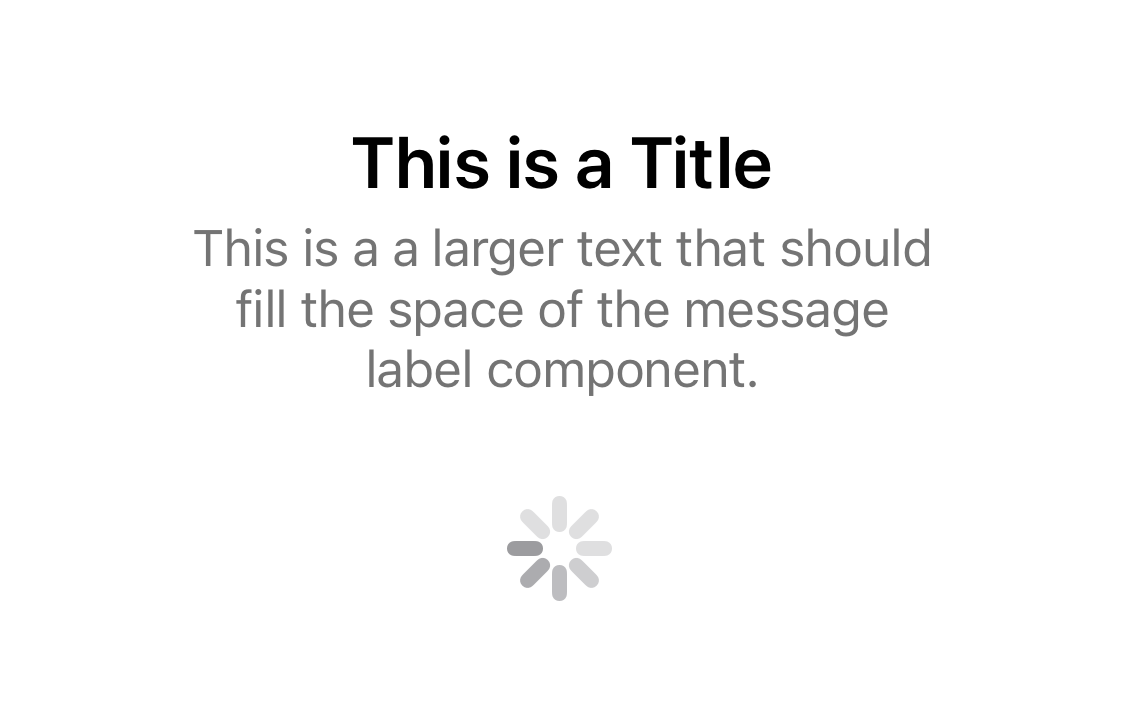 This is a Title
This is a a larger text that should
fill the space of the message
label component.